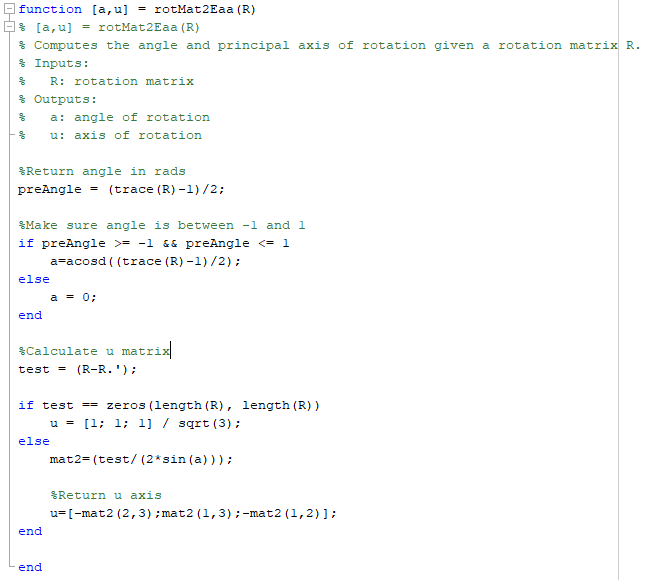 function [a,u] = rotMat2Eaa(R)
% [a,u] = rotMat2Eaa(R)
% Computes the angle and principal axis of rotation given a rotation matrix R.
% Inputs:
%   R: rotation matrix
% Outputs:
%   a: angle of rotation
%   u: axis of rotation
%Return angle in rads
preAngle = (trace(R)-1)/2;
%Make sure angle is between -1 and 1
if preAngle >= -1 && preAngle <= 1
    a=acosd((trace(R)-1)/2);
else
    a = 0;
end
%Calculate u matrix
test = (R-R.');
if test == zeros(length(R), length(R))
    u = [1; 1; 1] / sqrt(3);
else
    mat2=(test/(2*sin(a)));
    %Return u axis
    u=[-mat2(2,3);mat2(1,3);-mat2(1,2)];
end
end